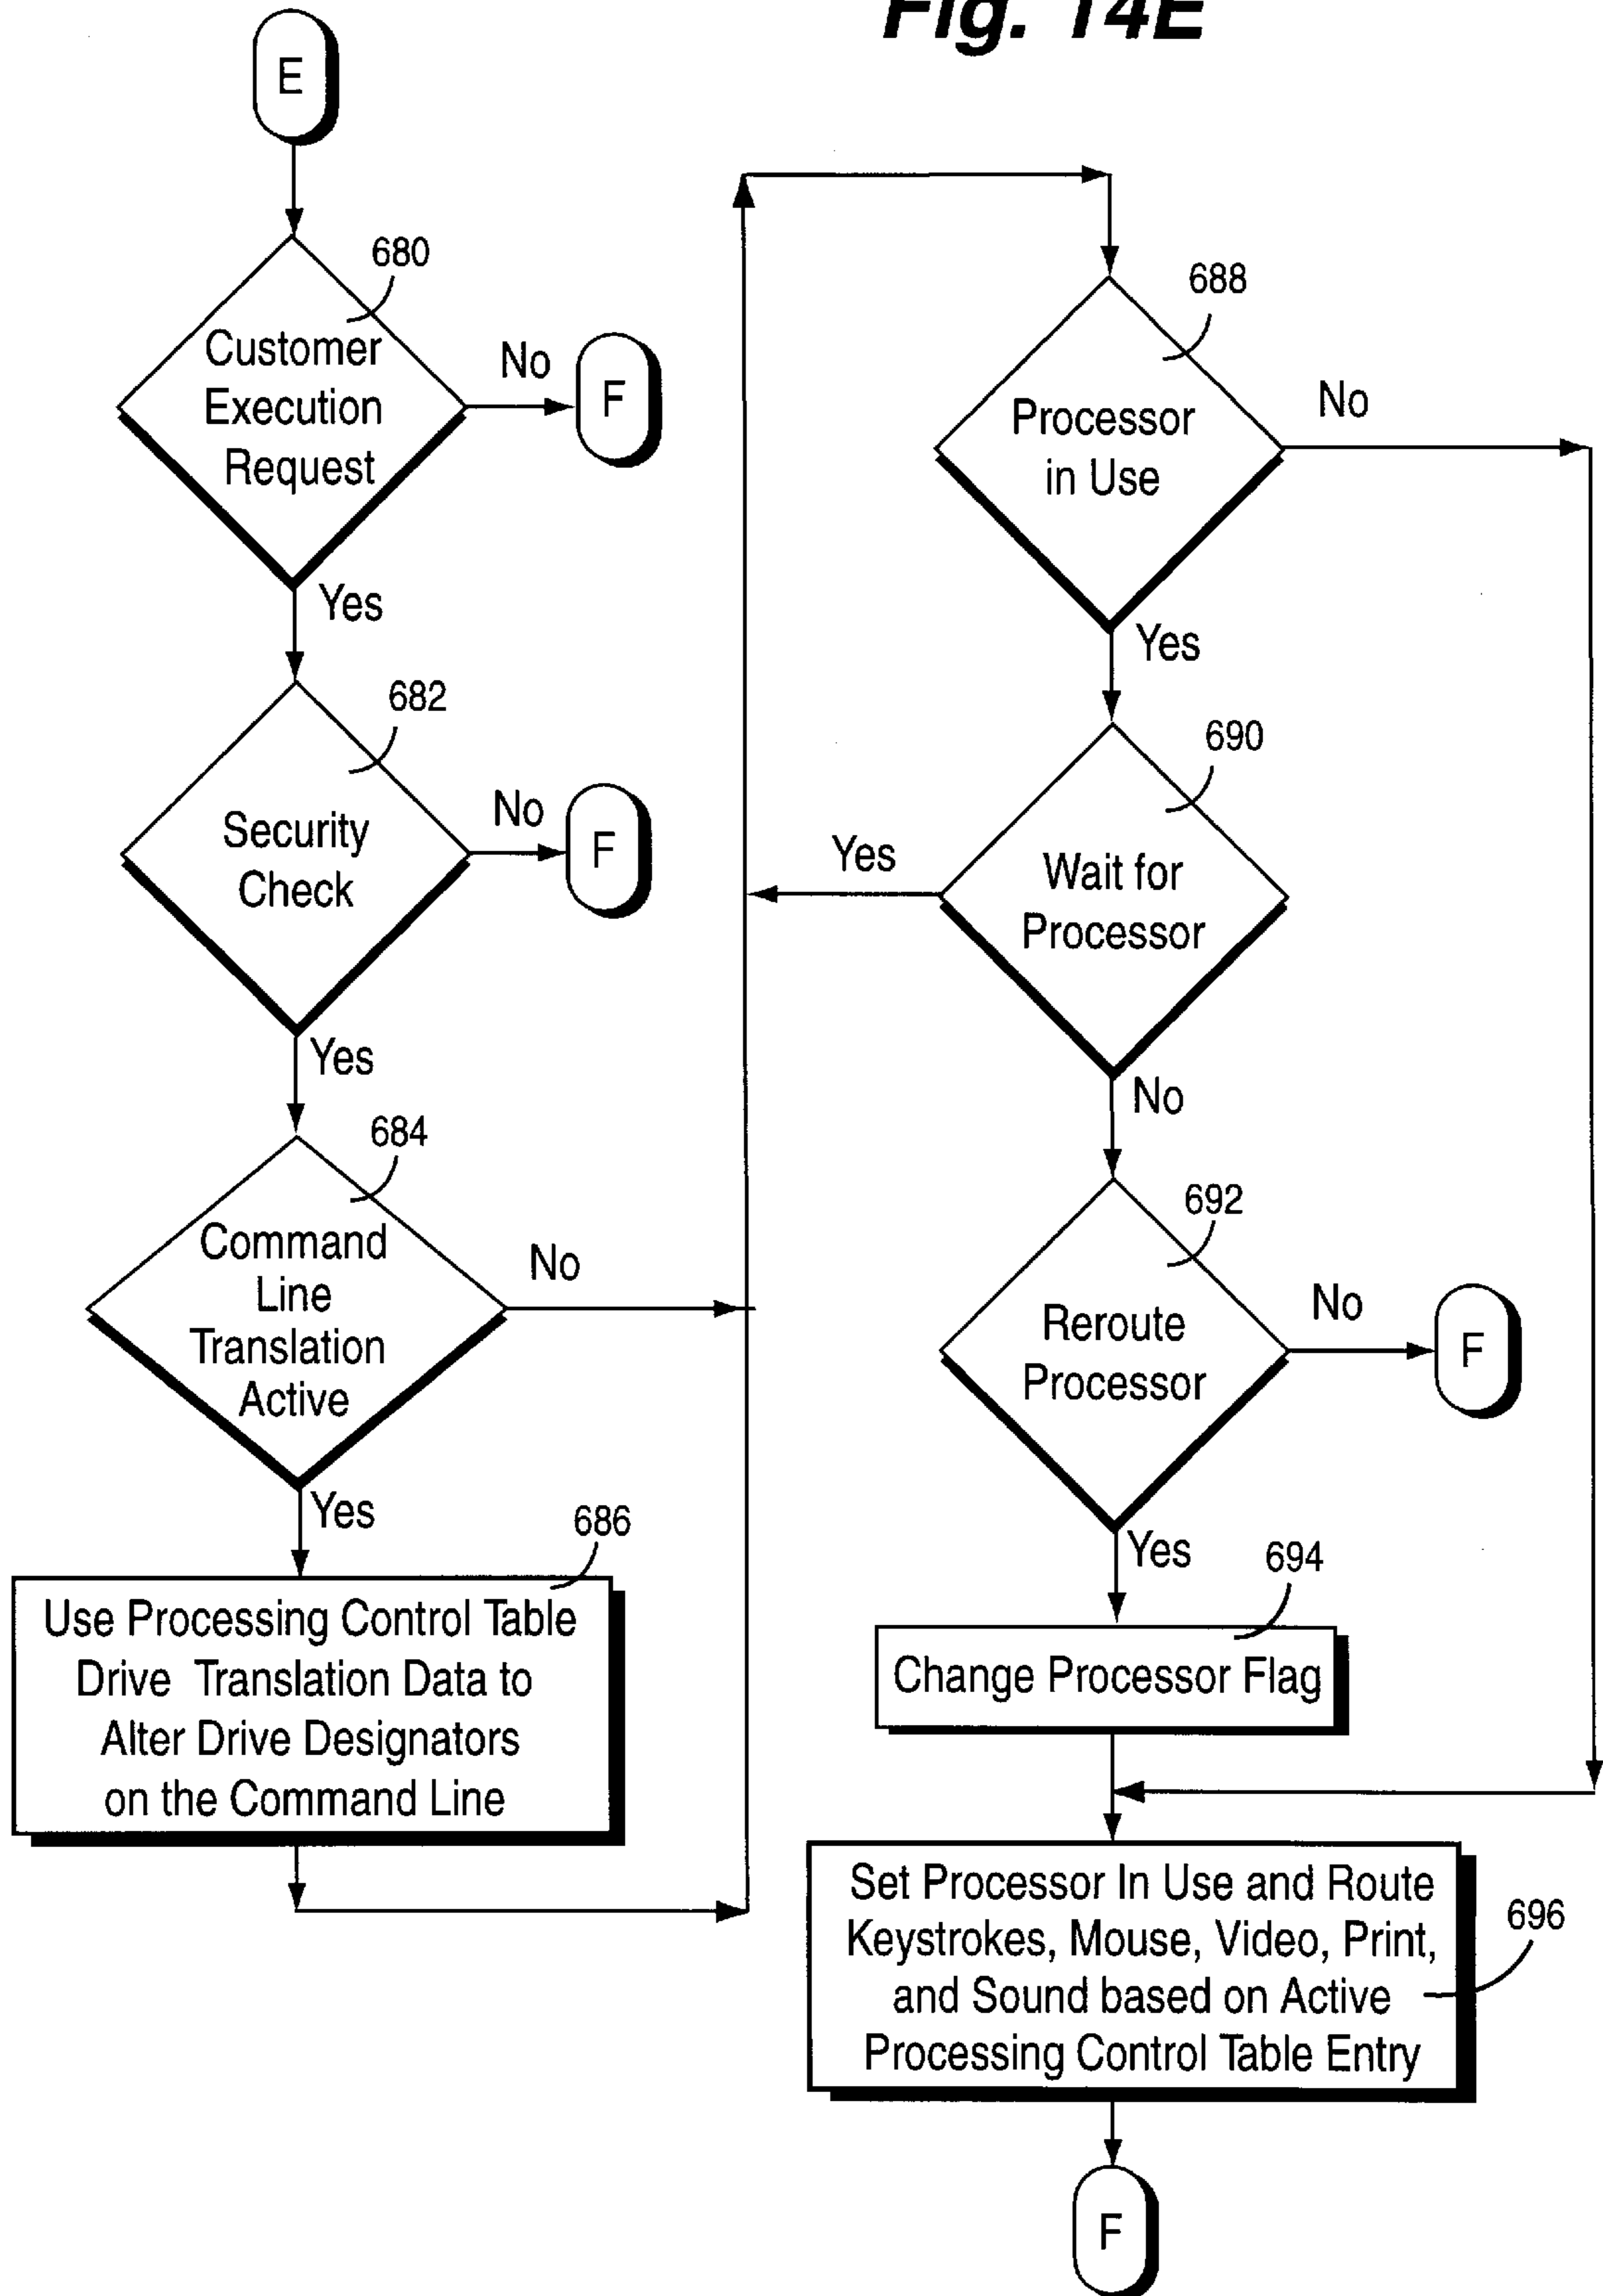 Fig. 14E
E
680
Customer
Execution
Request
No
F
Yes
682
Security
Check
No
F
Yes
684
Command
Line
Translation
Active
No
Yes
686
Use Processing Control Table
Drive Translation Data to
Alter Drive Designators
on the Command Line
688
Processor
in Use
No
Yes
690
Wait for
Processor
Yes
No
692
Reroute
Processor
No
F
Yes
694
Change Processor Flag
696
Set Processor In Use and Route
Keystrokes, Mouse, Video, Print,
and Sound based on Active
Processing Control Table Entry
F